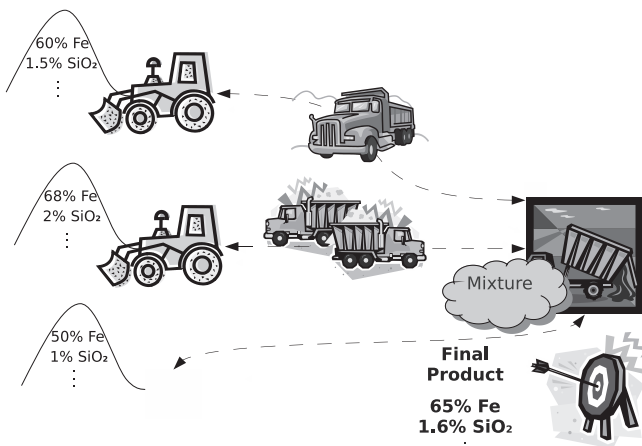 60% Fe
1.5% SiO₂
⋮
68% Fe
2% SiO₂
⋮
Mixture
50% Fe
1% SiO₂
⋮
Final
Product
65% Fe
1.6% SiO₂